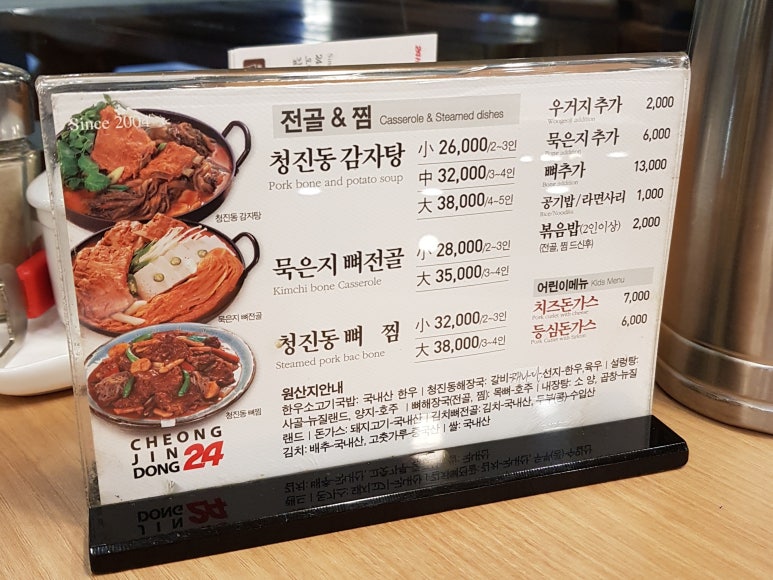 Since 2004
전골 & 찜 Casserole & Steamed dishes
청진동 감자탕
Pork bone and potato soup
小 26,000/2~3인
中 32,000/3~4인
大 38,000/4~5인
묵은지 뼈전골
Kimchi bone Casserole
小 28,000/2~3인
大 35,000/3~4인
청진동 뼈 찜
Steamed pork bac bone
小 32,000/2~3인
大 38,000/3~4인
우거지 추가 2,000
Woogeoji addition
묵은지 추가 6,000
Bone addition
뼈추가 13,000
Bone addition
공기밥/라면사리 1,000
Rice/Noodles
볶음밥(2인이상) 2,000
(전골, 찜 드신후)
어린이메뉴 Kids Menu
치즈돈가스 7,000
Pork cutlet with cheese
등심돈가스 6,000
Pork Cutlet with
청진동 감자탕
묵은지 뼈전골
청진동 뼈찜
CHEONG
JIN
DONG 24
원산지안내
한우소고기국밥: 국내산 한우 | 청진동해장국: 갈비-선지-한우,육우 | 설렁탕:
사골-뉴질랜드, 양지-호주 | 뼈해장국(전골, 찜): 목뼈-호주 | 내장탕: 소 양, 곱창-뉴질
랜드 | 돈가스: 돼지고기-국내산 | 김치뼈전골: 김치-국내산, 두부(콩)-수입산
김치: 배추-국내산, 고춧가루-중국산 | 쌀: 국내산